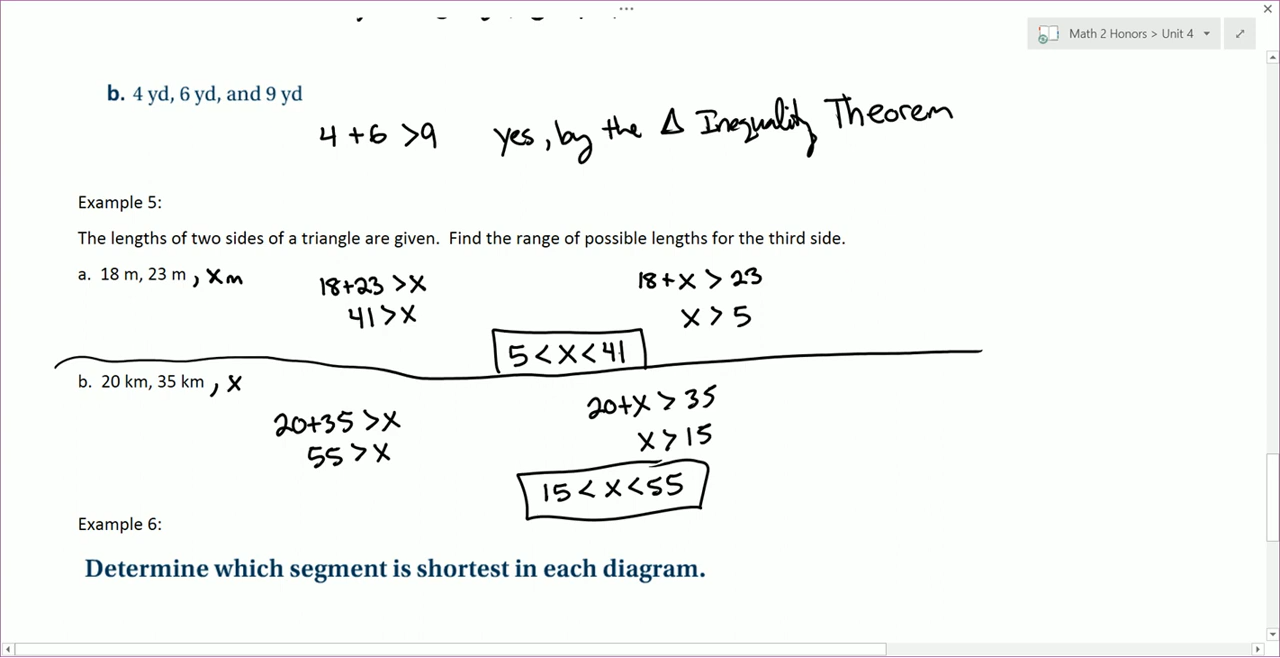 Math 2 Honors > Unit 4
b. 4 yd, 6 yd, and 9 yd
4 + 6 > 9 yes, by the Δ Inequality Theorem
Example 5:
The lengths of two sides of a triangle are given. Find the range of possible lengths for the third side.
a. 18 m, 23 m , x m
18+23 > x
41 > x
18 + x > 23
x > 5
5 < x < 41
b. 20 km, 35 km , x
20+35 > x
55 > x
20+x > 35
x > 15
15 < x < 55
Example 6:
Determine which segment is shortest in each diagram.